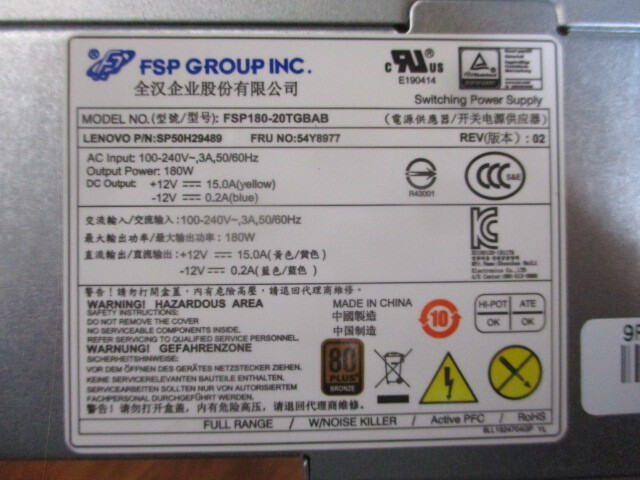 FSP GROUP INC.
全汉企业股份有限公司
C UL US
E190414
Switching Power Supply
MODEL NO.(型號/型号): FSP180-20TGBAB
(電源供應器/开关电源供应器)
LENOVO P/N:SP50H29489 FRU NO:54Y8977 REV(版本) : 02
AC Input: 100-240V~,3A,50/60Hz
Output Power: 180W
DC Output: +12V 15.0A(yellow)
-12V 0.2A(blue)
R43001
CCC S&E
交流輸入/交流输入:100-240V~,3A,50/60Hz
最大輸出功率/最大输出功率 : 180W
直流輸出/直流输出: +12V 15.0A(黃色/黄色)
-12V 0.2A(藍色/蓝色)
警告!請勿打開盒蓋,內有危險高壓,請退回代理商維修
WARNING! HAZARDOUS AREA
SAFETY INSTRUCTIONS:
DO NOT REMOVE THE COVER
NO SERVICEABLE COMPONENTS INSIDE.
REFER SERVICING TO QUALIFIED SERVICE PERSONNEL.
MADE IN CHINA
中國製造
中国制造
10
HI-POT ATE
OK OK
WARNUNG! GEFAHRENZONE
SICHERHEITSHINWEISE:
VOR DEM ÖFFNEN DES GERÄTES NETZSTECKER ZIEHEN
KEINE SERVICERELEVANTEN BAUTEILE ENTHALTEN.
SERVICEARBEITEN SOLLTEN NUR VON AUTORISIERTEM
FACHPERSONAL DURCHGEFÜHRT WERDEN.
警告! 请勿打开盒盖,内有危险高压,请退回代理商维修.
80
PLUS
BRONZE
FULL RANGE / W/NOISE KILLER / Active PFC / RoHS